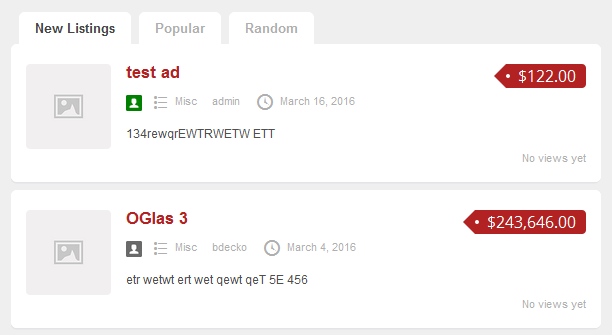 New Listings Popular Random
test ad $122.00
Misc admin March 16, 2016
134rewqrEWTRWETW ETT
No views yet
OGlas 3 $243,646.00
Misc bdecko March 4, 2016
etr wetwt ert wet qewt qeT 5E 456
No views yet